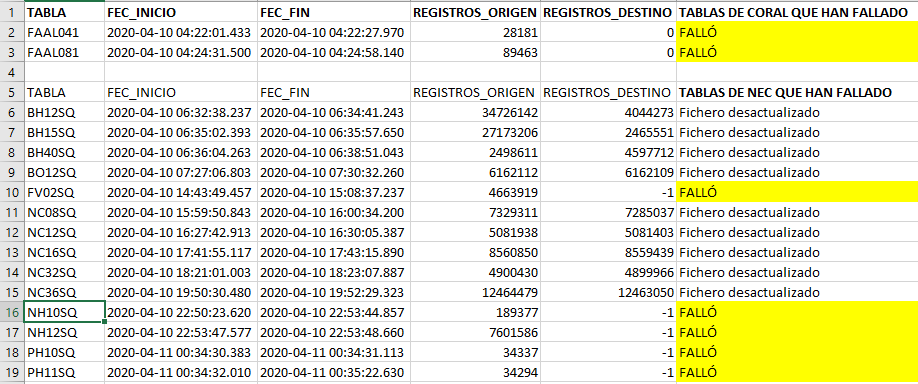 1 TABLA FEC_INICIO FEC_FIN REGISTROS_ORIGEN REGISTROS_DESTINO TABLAS DE CORAL QUE HAN FALLADO
2 FAAL041 2020-04-10 04:22:01.433 2020-04-10 04:22:27.970 28181 0 FALLÓ
3 FAAL081 2020-04-10 04:24:31.500 2020-04-10 04:24:58.140 89463 0 FALLÓ
4
5 TABLA FEC_INICIO FEC_FIN REGISTROS_ORIGEN REGISTROS_DESTINO TABLAS DE NEC QUE HAN FALLADO
6 BH12SQ 2020-04-10 06:32:38.237 2020-04-10 06:34:41.243 34726142 4044273 Fichero desactualizado
7 BH15SQ 2020-04-10 06:35:02.393 2020-04-10 06:35:57.650 27173206 2465551 Fichero desactualizado
8 BH40SQ 2020-04-10 06:36:04.263 2020-04-10 06:38:51.043 2498611 4597712 Fichero desactualizado
9 BO12SQ 2020-04-10 07:27:06.803 2020-04-10 07:30:32.260 6162112 6162109 Fichero desactualizado
10 FV02SQ 2020-04-10 14:43:49.457 2020-04-10 15:08:37.237 4663919 -1 FALLÓ
11 NC08SQ 2020-04-10 15:59:50.843 2020-04-10 16:00:34.200 7329311 7285037 Fichero desactualizado
12 NC12SQ 2020-04-10 16:27:42.913 2020-04-10 16:30:05.387 5081938 5081403 Fichero desactualizado
13 NC16SQ 2020-04-10 17:41:55.117 2020-04-10 17:43:15.890 8560850 8559439 Fichero desactualizado
14 NC32SQ 2020-04-10 18:21:01.003 2020-04-10 18:23:07.887 4900430 4899966 Fichero desactualizado
15 NC36SQ 2020-04-10 19:50:30.480 2020-04-10 19:52:29.323 12464479 12463050 Fichero desactualizado
16 NH10SQ 2020-04-10 22:50:23.620 2020-04-10 22:53:44.857 189377 -1 FALLÓ
17 NH12SQ 2020-04-10 22:53:47.577 2020-04-10 22:53:48.660 7601586 -1 FALLÓ
18 PH10SQ 2020-04-11 00:34:30.383 2020-04-11 00:34:31.113 34337 -1 FALLÓ
19 PH11SQ 2020-04-11 00:34:32.010 2020-04-11 00:35:22.630 34294 -1 FALLÓ